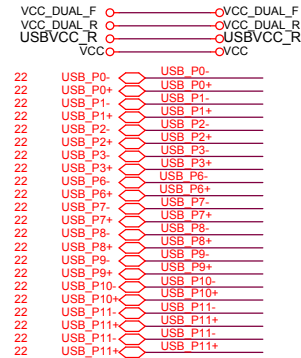 VCC_DUAL_F VCC_DUAL_F
VCC_DUAL_R VCC_DUAL_R
USBVCC_R USBVCC_R
VCC VCC
22 USB_P0- USB_P0-
22 USB_P0+ USB_P0+
22 USB_P1- USB_P1-
22 USB_P1+ USB_P1+
22 USB_P2- USB_P2-
22 USB_P2+ USB_P2+
22 USB_P3- USB_P3-
22 USB_P3+ USB_P3+
22 USB_P6- USB_P6-
22 USB_P6+ USB_P6+
22 USB_P7- USB_P7-
22 USB_P7+ USB_P7+
22 USB_P8- USB_P8-
22 USB_P8+ USB_P8+
22 USB_P9- USB_P9-
22 USB_P9+ USB_P9+
22 USB_P10- USB_P10-
22 USB_P10+ USB_P10+
22 USB_P11- USB_P11-
22 USB_P11+ USB_P11+
22 USB_P11- USB_P11-
22 USB_P11+ USB_P11+